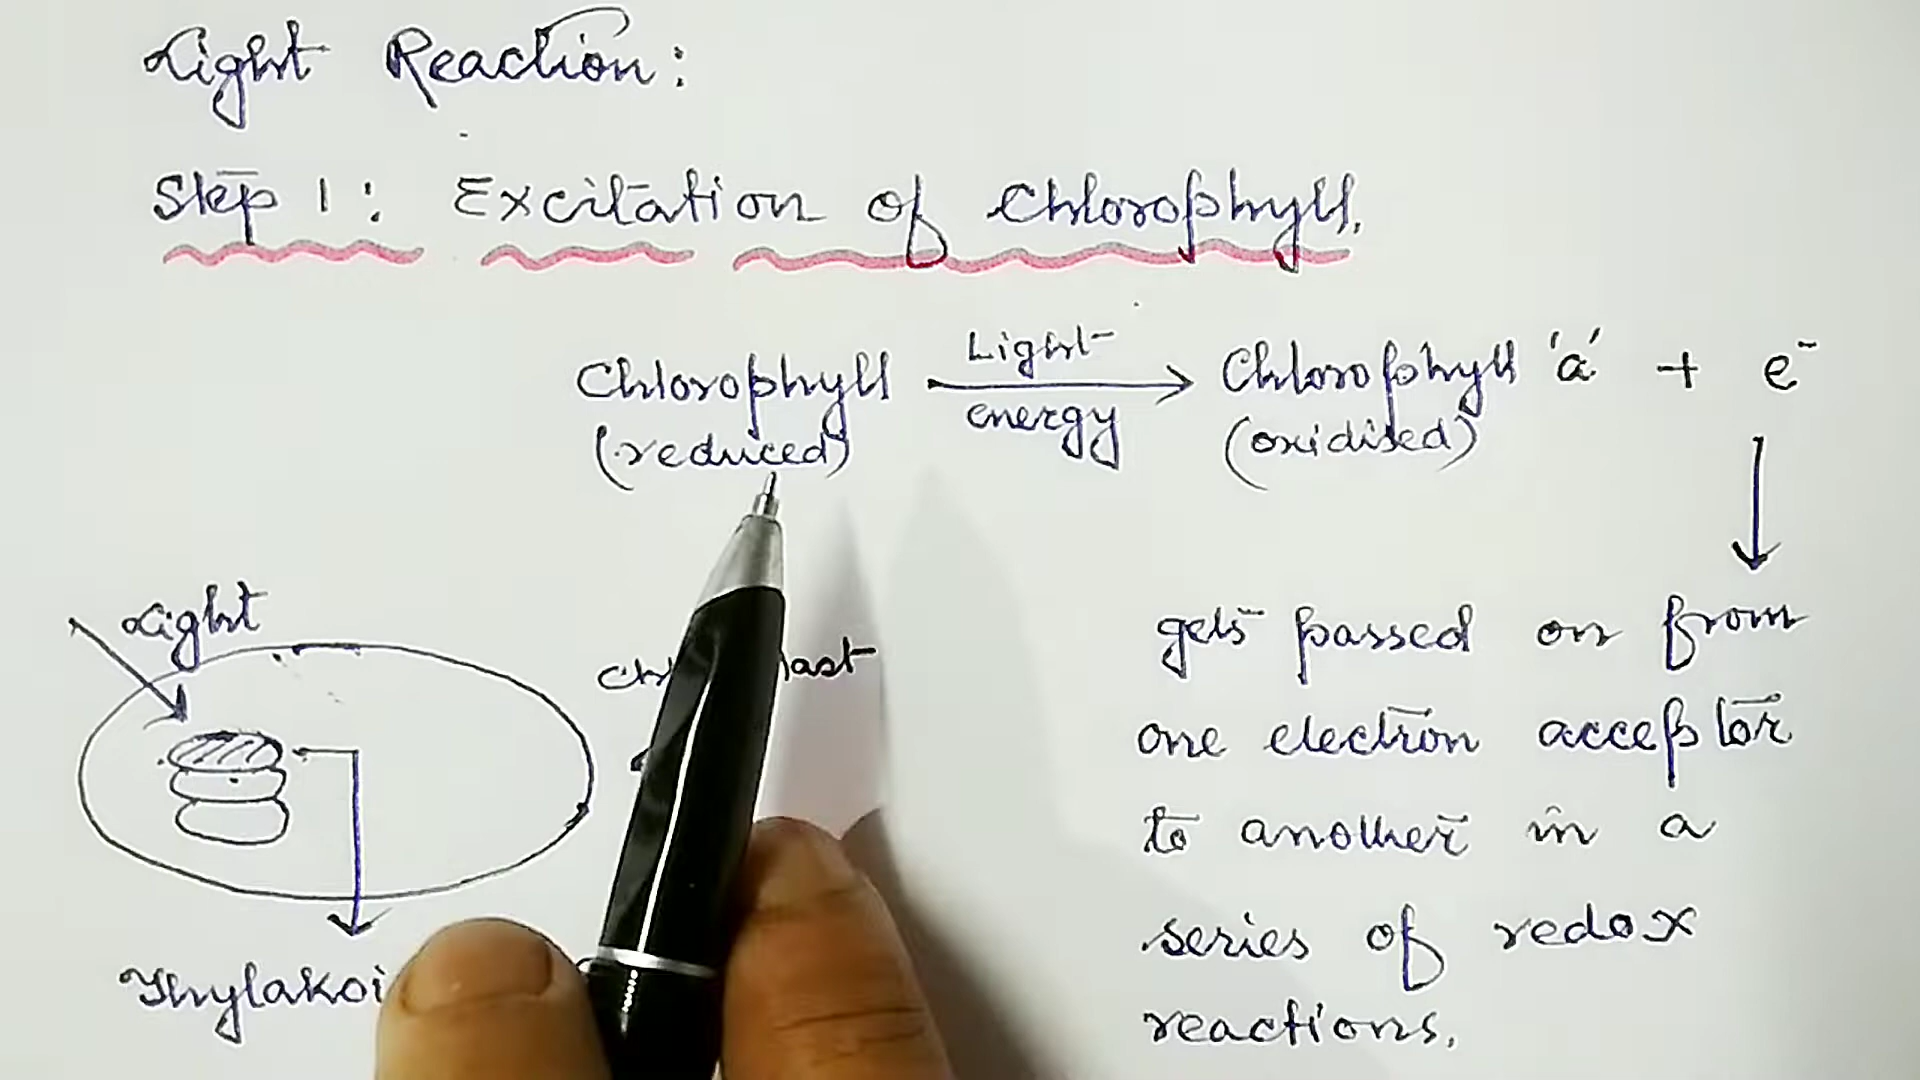 Light Reaction:
Step 1: Excitation of Chlorophyll.
Chlorophyll Light energy Chlorophyll 'a' + e⁻
(reduced) (oxidised)
gets passed on from
one electron acceptor
to another in a
series of redox
reactions.
Light